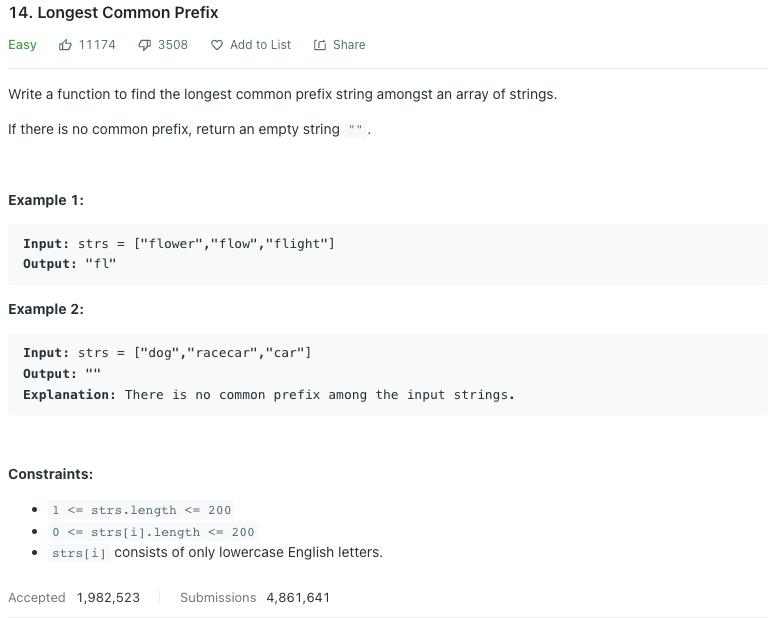 14. Longest Common Prefix
Easy 11174 3508 Add to List Share
Write a function to find the longest common prefix string amongst an array of strings.
If there is no common prefix, return an empty string "".
Example 1:
Input: strs = ["flower","flow","flight"]
Output: "fl"
Example 2:
Input: strs = ["dog","racecar","car"]
Output: ""
Explanation: There is no common prefix among the input strings.
Constraints:
• 1 <= strs.length <= 200
• 0 <= strs[i].length <= 200
• strs[i] consists of only lowercase English letters.
Accepted 1,982,523 Submissions 4,861,641